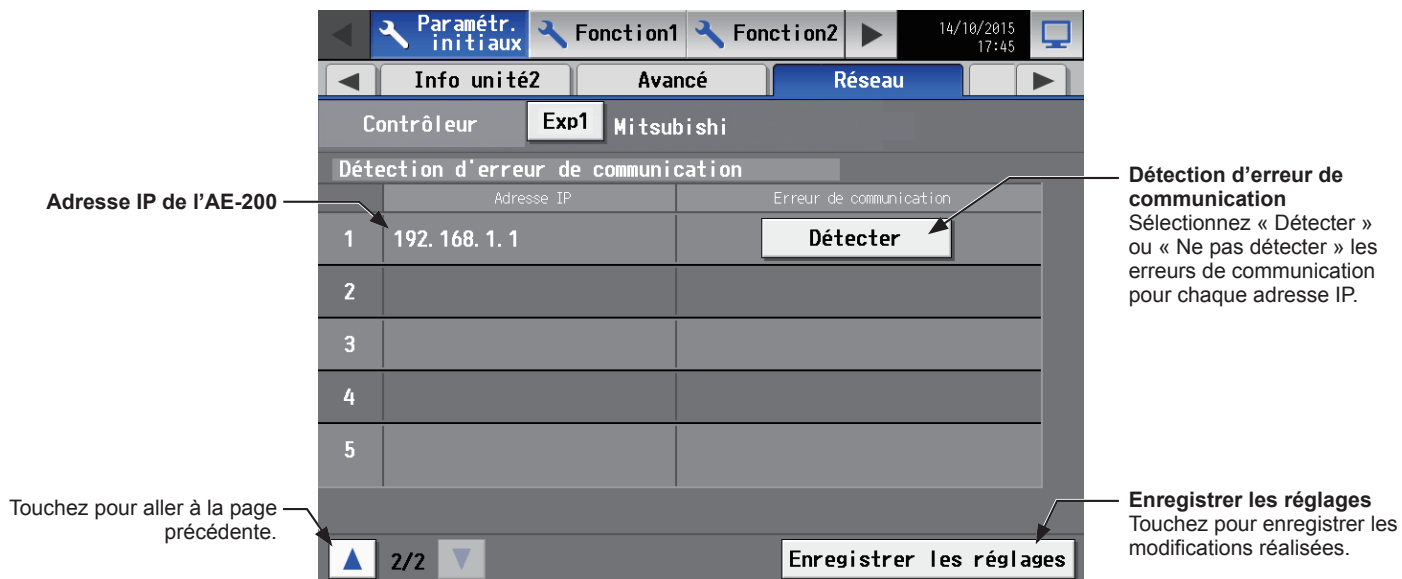 Paramétr.
initiaux
Fonction1
Fonction2
14/10/2015
17:45
Info unité2
Avancé
Réseau
Contrôleur
Exp1
Mitsubishi
Détection d'erreur de communication
Adresse IP
Erreur de communication
1
192. 168. 1. 1
Détecter
2
3
4
5
2/2
Enregistrer les réglages
Adresse IP de l’AE-200
Touchez pour aller à la page
précédente.
Détection d’erreur de
communication
Sélectionnez « Détecter »
ou « Ne pas détecter » les
erreurs de communication
pour chaque adresse IP.
Enregistrer les réglages
Touchez pour enregistrer les
modifications réalisées.